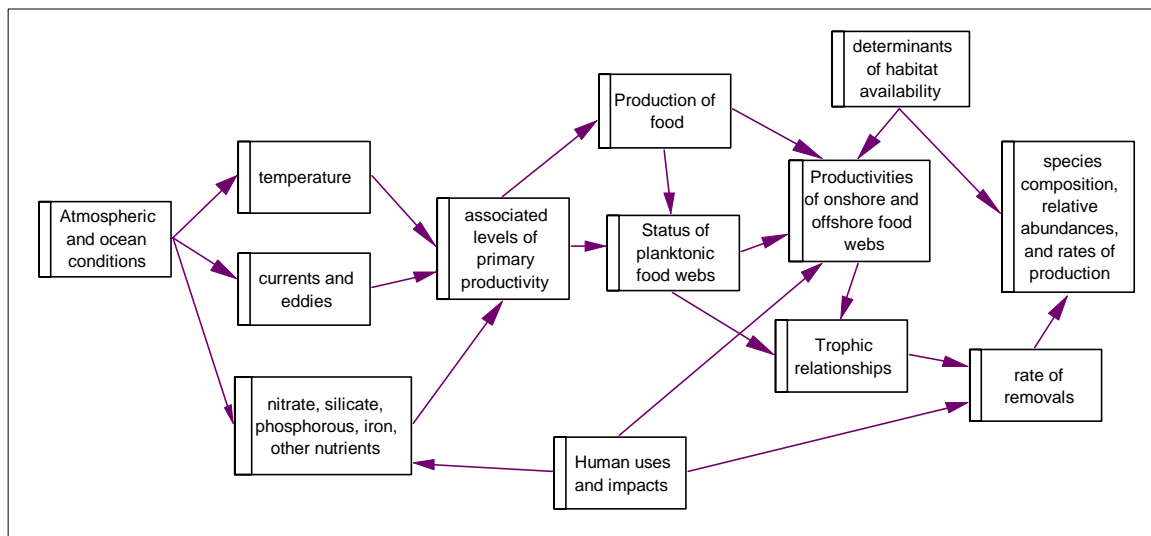 Atmospheric
and ocean
conditions
temperature
currents and
eddies
nitrate, silicate,
phosphorous, iron,
other nutrients
associated
levels of
primary
productivity
Production of
food
Status of
planktonic
food webs
Human uses
and impacts
determinants
of habitat
availability
Productivities
of onshore and
offshore food
webs
Trophic
relationships
species
composition,
relative
abundances,
and rates of
production
rate of
removals